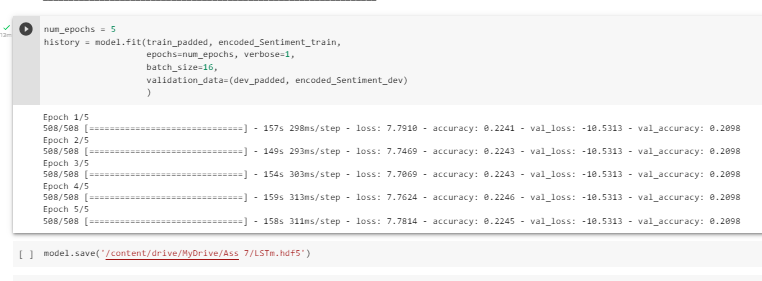 num_epochs = 5
history = model.fit(train_padded, encoded_Sentiment_train,
epochs=num_epochs, verbose=1,
batch_size=16,
validation_data=(dev_padded, encoded_Sentiment_dev)
)
Epoch 1/5
508/508 [==============================] - 157s 298ms/step - loss: 7.7910 - accuracy: 0.2241 - val_loss: -10.5313 - val_accuracy: 0.2098
Epoch 2/5
508/508 [==============================] - 149s 293ms/step - loss: 7.7469 - accuracy: 0.2243 - val_loss: -10.5313 - val_accuracy: 0.2098
Epoch 3/5
508/508 [==============================] - 154s 303ms/step - loss: 7.7069 - accuracy: 0.2243 - val_loss: -10.5313 - val_accuracy: 0.2098
Epoch 4/5
508/508 [==============================] - 159s 313ms/step - loss: 7.7624 - accuracy: 0.2246 - val_loss: -10.5313 - val_accuracy: 0.2098
Epoch 5/5
508/508 [==============================] - 158s 311ms/step - loss: 7.7814 - accuracy: 0.2245 - val_loss: -10.5313 - val_accuracy: 0.2098
[ ] model.save('/content/drive/MyDrive/Ass 7/LSTm.hdf5')